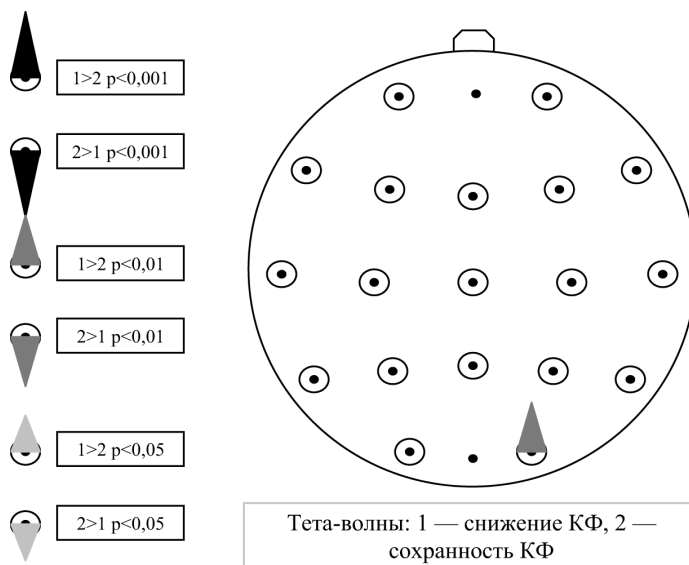 1>2 p<0,001
2>1 p<0,001
1>2 p<0,01
2>1 p<0,01
1>2 p<0,05
2>1 p<0,05
Тета-волны: 1 — снижение КФ, 2 —
сохранность КФ